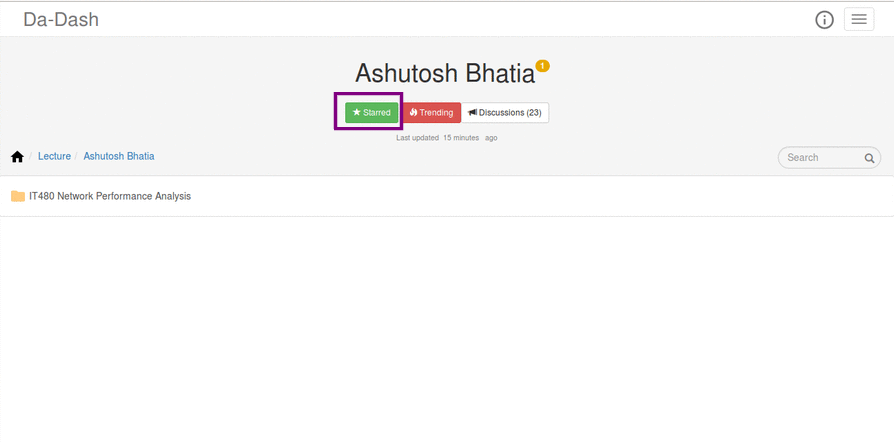 Da-Dash
Ashutosh Bhatia 1
Starred Trending Discussions (23)
Last updated 15 minutes ago
/ Lecture / Ashutosh Bhatia Search
IT480 Network Performance Analysis